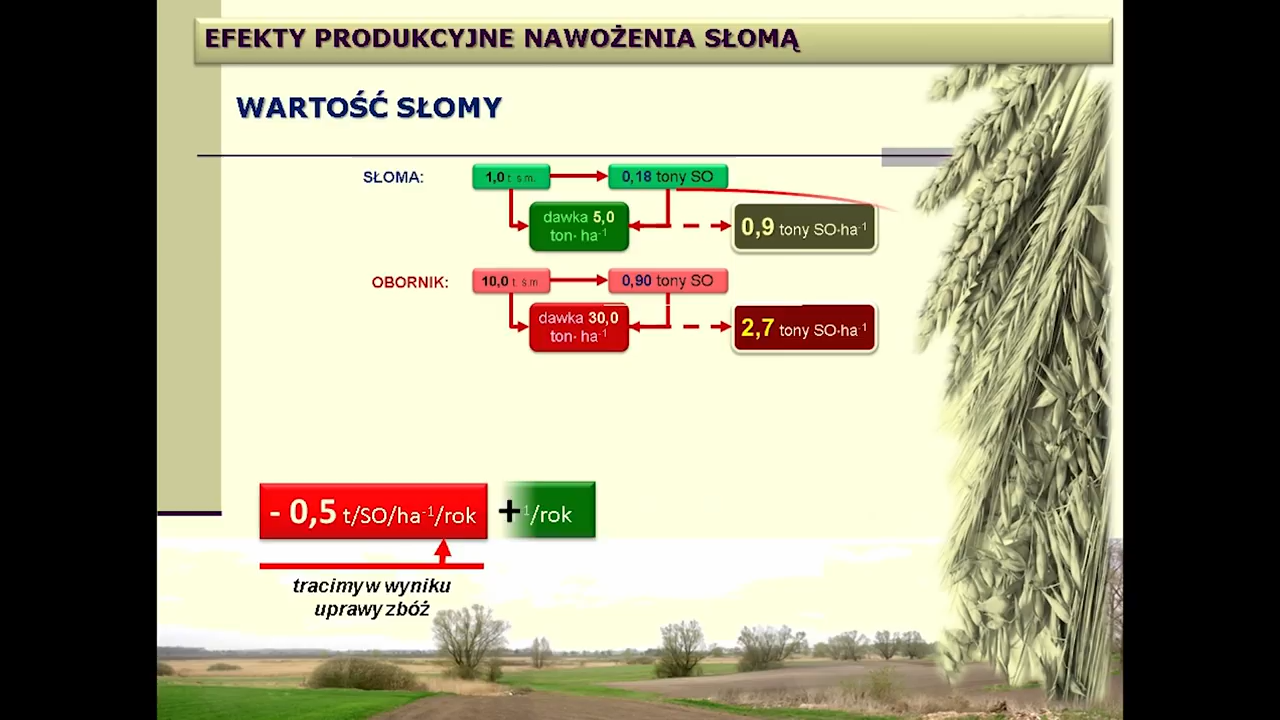 EFEKTY PRODUKCYJNE NAWOŻENIA SŁOMĄ
WARTOŚĆ SŁOMY
SŁOMA: 1,0 t s.m. 0,18 tony SO
dawka 5,0
ton· ha-1
0,9 tony SO·ha-1
OBORNIK: 10,0 t s.m 0,90 tony SO
dawka 30,0
ton· ha-1
2,7 tony SO·ha-1
- 0,5 t/SO/ha-1/rok + 1/rok
tracimy w wyniku
uprawy zbóż